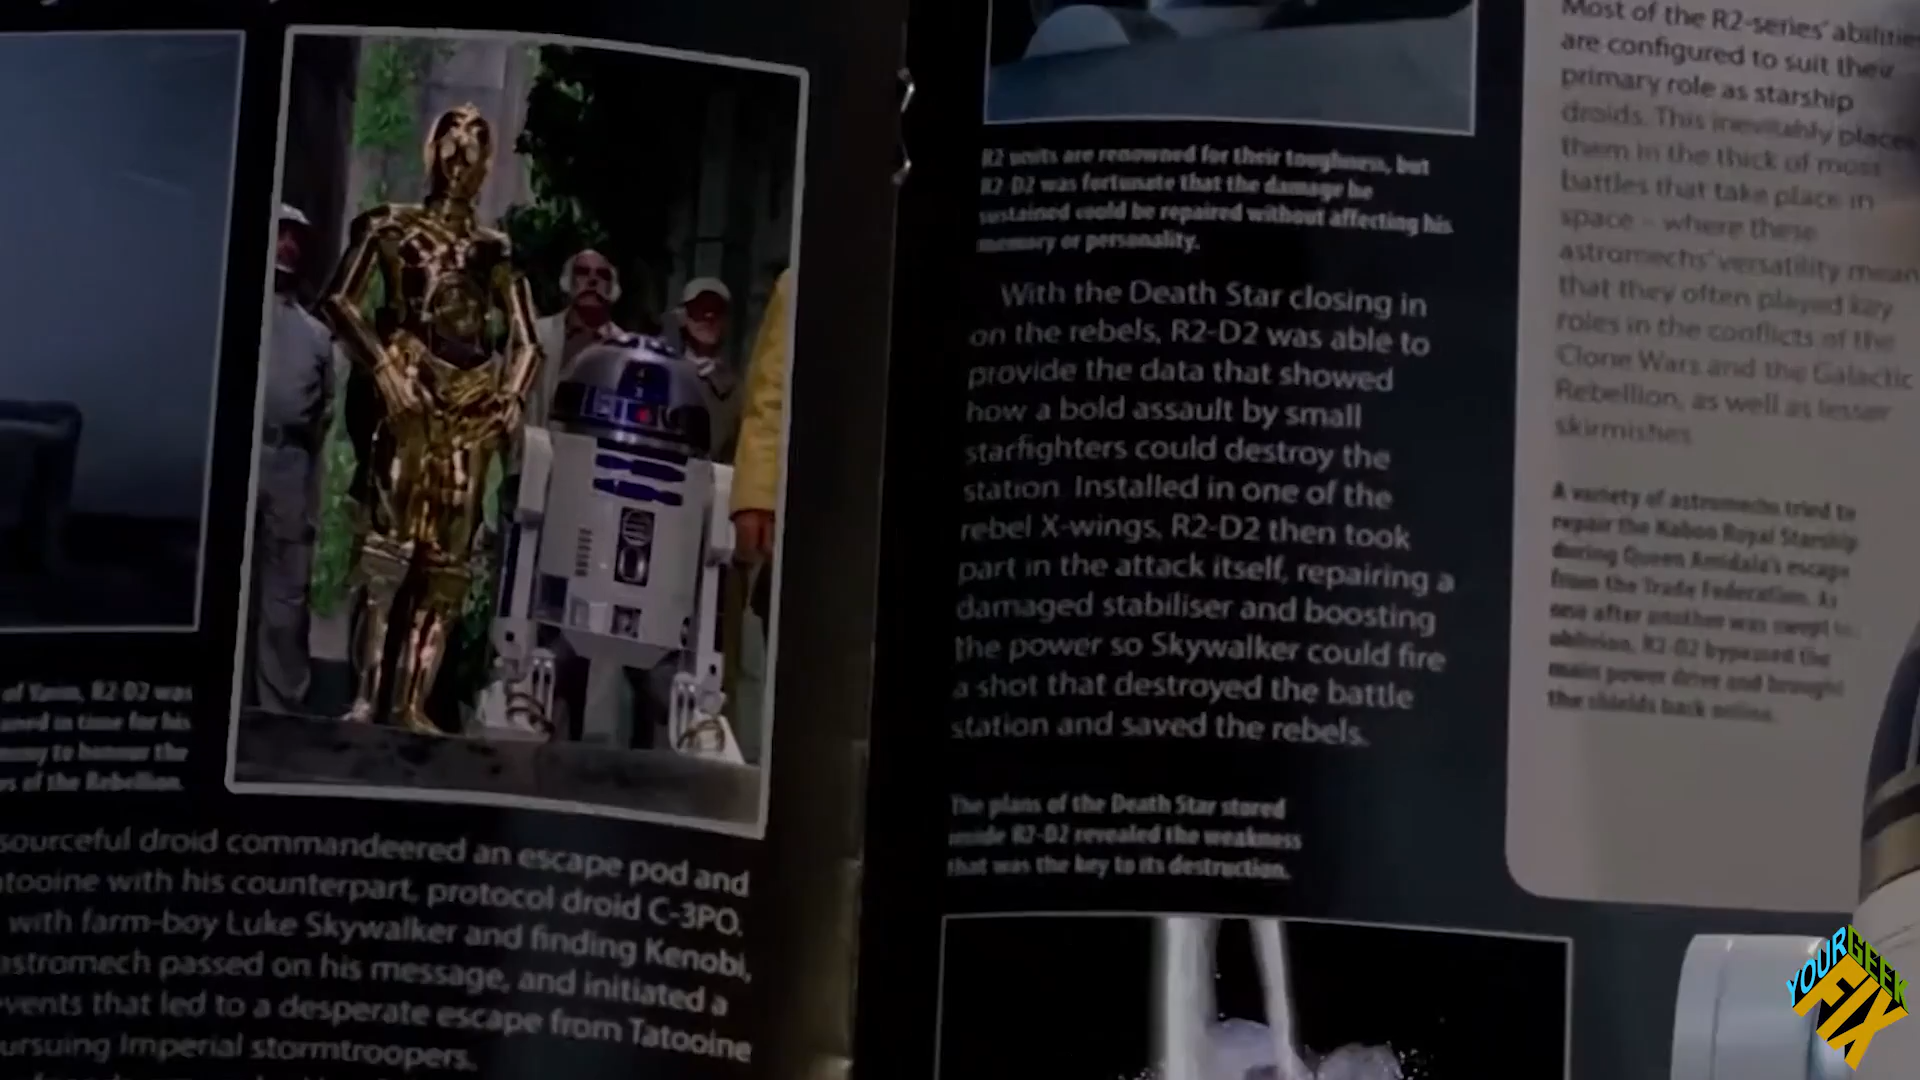 of Yavin, R2-D2 was
ned in time for his
ny to honour the
s of the Rebellion.
sourceful droid commandeered an escape pod and
tooine with his counterpart, protocol droid C-3PO.
with farm-boy Luke Skywalker and finding Kenobi,
astromech passed on his message, and initiated a
vents that led to a desperate escape from Tatooine
ursuing Imperial stormtroopers.
R2 units are renowned for their toughness, but
R2-D2 was fortunate that the damage he
sustained could be repaired without affecting his
memory or personality.
With the Death Star closing in
on the rebels, R2-D2 was able to
provide the data that showed
how a bold assault by small
starfighters could destroy the
station. Installed in one of the
rebel X-wings, R2-D2 then took
part in the attack itself, repairing a
damaged stabiliser and boosting
the power so Skywalker could fire
a shot that destroyed the battle
station and saved the rebels.
The plans of the Death Star stored
inside R2-D2 revealed the weakness
that was the key to its destruction.
Most of the R2-series' abilities
are configured to suit their
primary role as starship
droids. This inevitably places
them in the thick of most
battles that take place in
space – where these
astromechs' versatility mean
that they often played key
roles in the conflicts of the
Clone Wars and the Galactic
Rebellion, as well as lesser
skirmishes.
A variety of astromechs tried to
repair the Naboo Royal Starship
during Queen Amidala's escape
from the Trade Federation. As
one after another was swept to
oblivion, R2-D2 bypassed the
main power drive and brought
the shields back online.
YOURGEEK
FIX